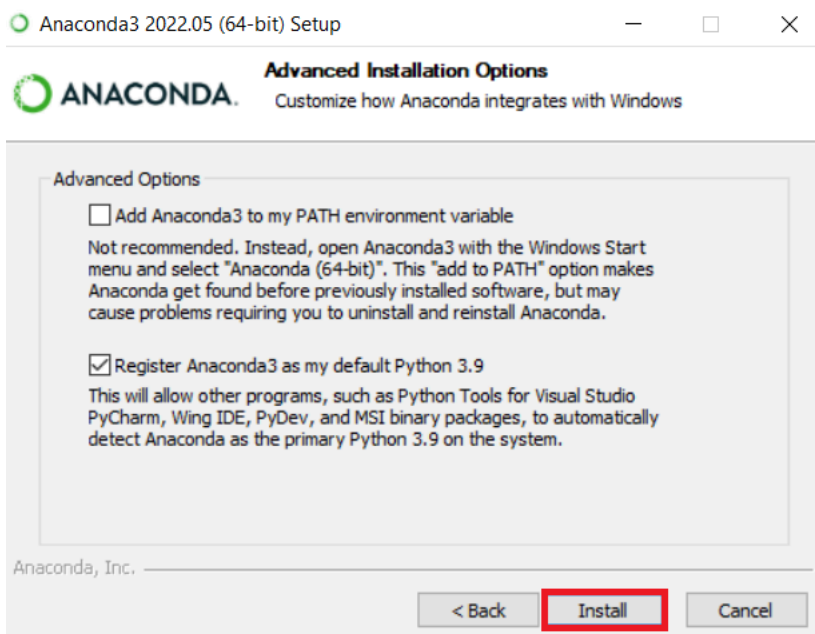 Anaconda3 2022.05 (64-bit) Setup
ANACONDA.
Advanced Installation Options
Customize how Anaconda integrates with Windows
Advanced Options
Add Anaconda3 to my PATH environment variable
Not recommended. Instead, open Anaconda3 with the Windows Start
menu and select "Anaconda (64-bit)". This "add to PATH" option makes
Anaconda get found before previously installed software, but may
cause problems requiring you to uninstall and reinstall Anaconda.
Register Anaconda3 as my default Python 3.9
This will allow other programs, such as Python Tools for Visual Studio
PyCharm, Wing IDE, PyDev, and MSI binary packages, to automatically
detect Anaconda as the primary Python 3.9 on the system.
Anaconda, Inc.
< Back Install Cancel